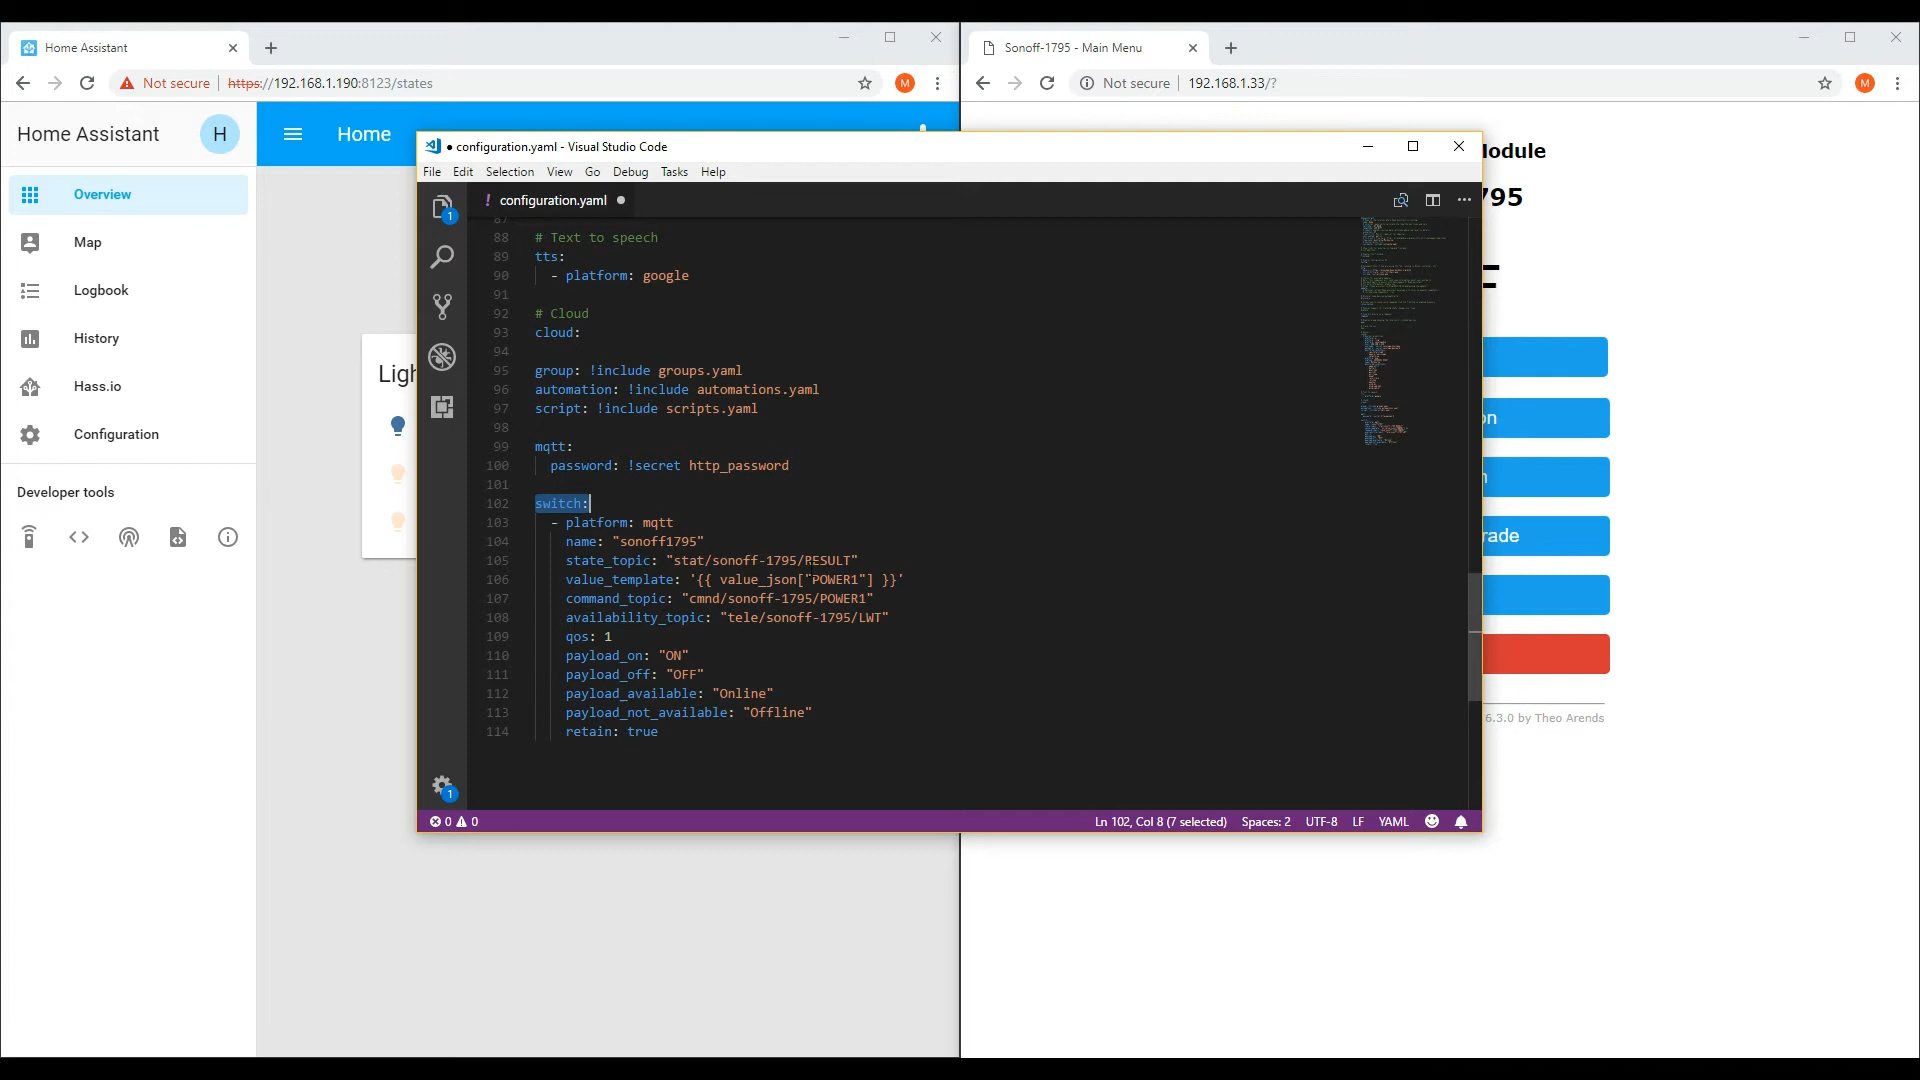 Home Assistant
Sonoff-1795 - Main Menu
Not secure
https://192.168.1.190:8123/states
M
Not secure
192.168.1.33/?
M
Home Assistant
H
Home
Overview
Map
Logbook
History
Hass.io
Configuration
Developer tools
● configuration.yaml - Visual Studio Code
File Edit Selection View Go Debug Tasks Help
1
! configuration.yaml ●
87
88 # Text to speech
89 tts:
90 - platform: google
91
92 # Cloud
93 cloud:
94
95 group: !include groups.yaml
96 automation: !include automations.yaml
97 script: !include scripts.yaml
98
99 mqtt:
100 password: !secret http_password
101
102 switch:
103 - platform: mqtt
104 name: "sonoff1795"
105 state_topic: "stat/sonoff-1795/RESULT"
106 value_template: '{{ value_json["POWER1"] }}'
107 command_topic: "cmnd/sonoff-1795/POWER1"
108 availability_topic: "tele/sonoff-1795/LWT"
109 qos: 1
110 payload_on: "ON"
111 payload_off: "OFF"
112 payload_available: "Online"
113 payload_not_available: "Offline"
114 retain: true
1
0 0
Ln 102, Col 8 (7 selected) Spaces: 2 UTF-8 LF YAML
Ligh
odule
795
on
n
rade
6.3.0 by Theo Arends